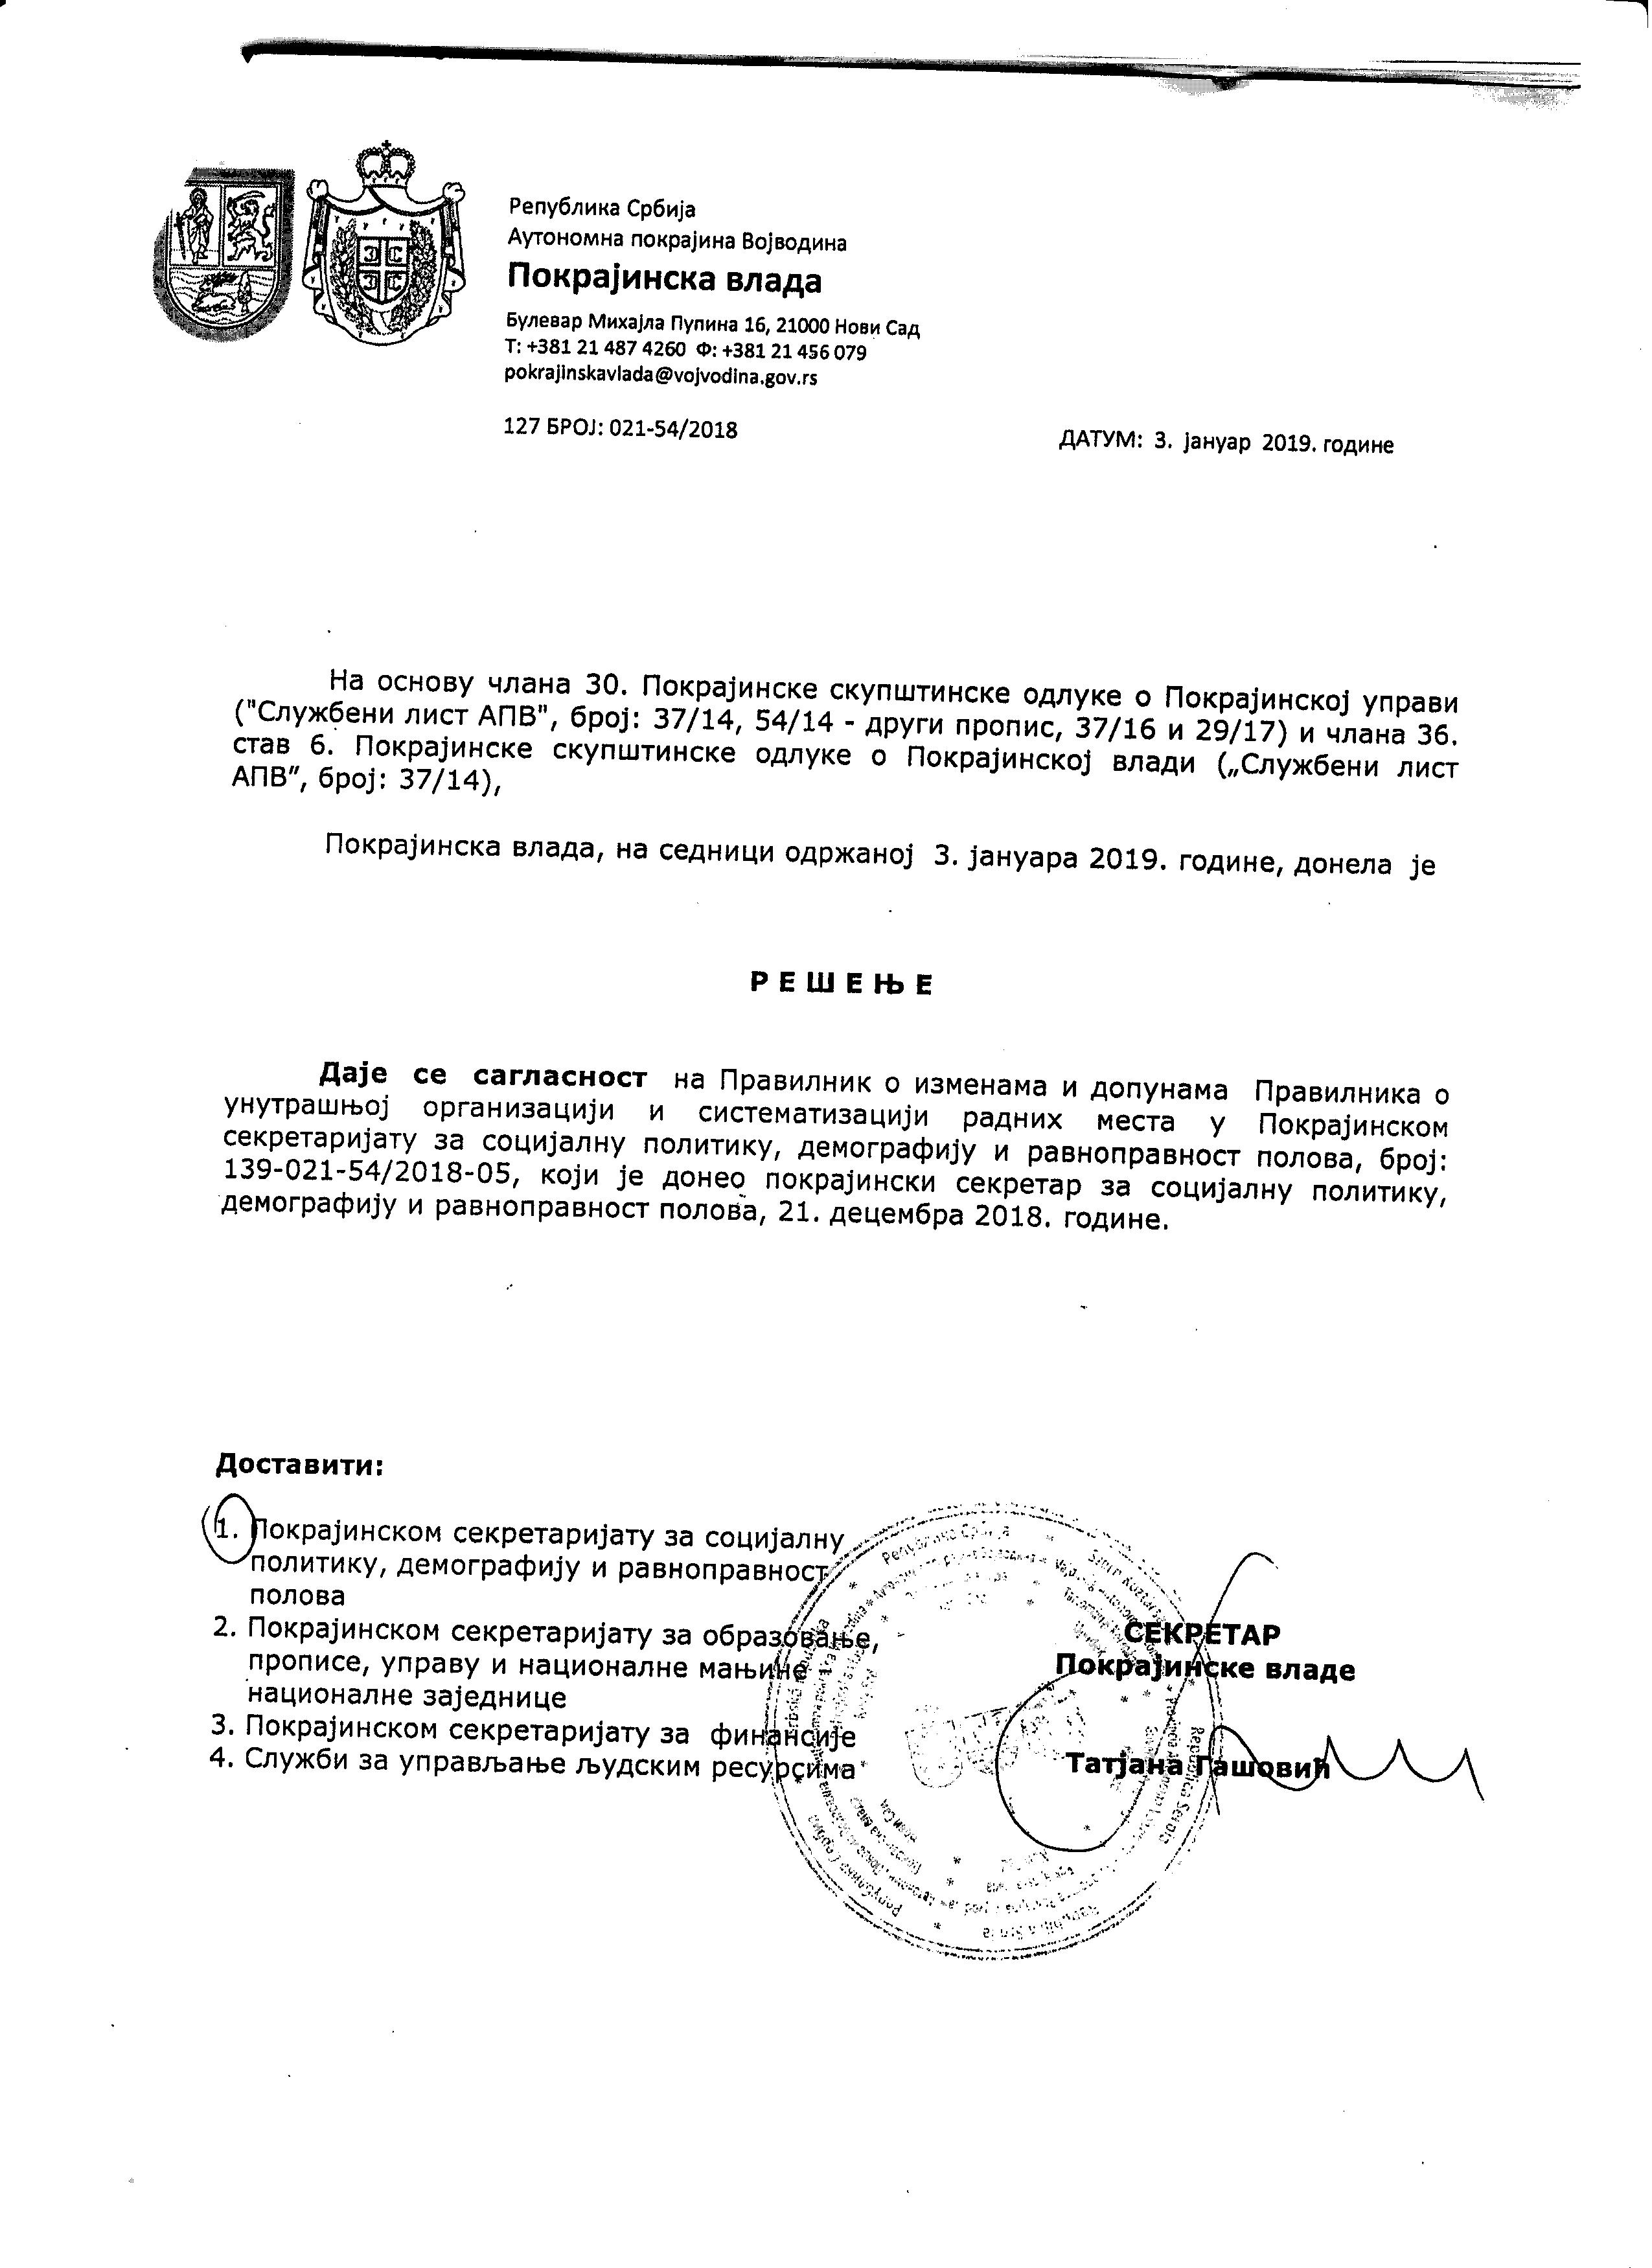 Република Србија
Аутономна покрајина Војводина
Покрајинска влада
Булевар Михајла Пупина 16, 21000 Нови Сад
Т: +381 21 487 4260 Ф: +381 21 456 079
pokrajinskavlada@vojvodina.gov.rs
127 БРОЈ: 021-54/2018
ДАТУМ: 3. јануар 2019. године
На основу члана 30. Покрајинске скупштинске одлуке о Покрајинској управи
("Службени лист АПВ", број: 37/14, 54/14 - други пропис, 37/16 и 29/17) и члана 36.
став 6. Покрајинске скупштинске одлуке о Покрајинској влади („Службени лист
АПВ”, број: 37/14),
Покрајинска влада, на седници одржаној 3. јануара 2019. године, донела је
Р Е Ш Е Њ Е
Даје се сагласност на Правилник о изменама и допунама Правилника о
унутрашњој организацији и систематизацији радних места у Покрајинском
секретаријату за социјалну политику, демографију и равноправност полова, број:
139-021-54/2018-05, који је донео покрајински секретар за социјалну политику,
демографију и равноправност полова, 21. децембра 2018. године.
Доставити:
1. Покрајинском секретаријату за социјалну
политику, демографију и равноправност
полова
2. Покрајинском секретаријату за образовање,
прописе, управу и националне мањине
националне заједнице
3. Покрајинском секретаријату за финансије
4. Служби за управљање људским ресурсима
СЕКРЕТАР
Покрајинске владе
Татјана Гашовић
Република Србија
Republica Serbia